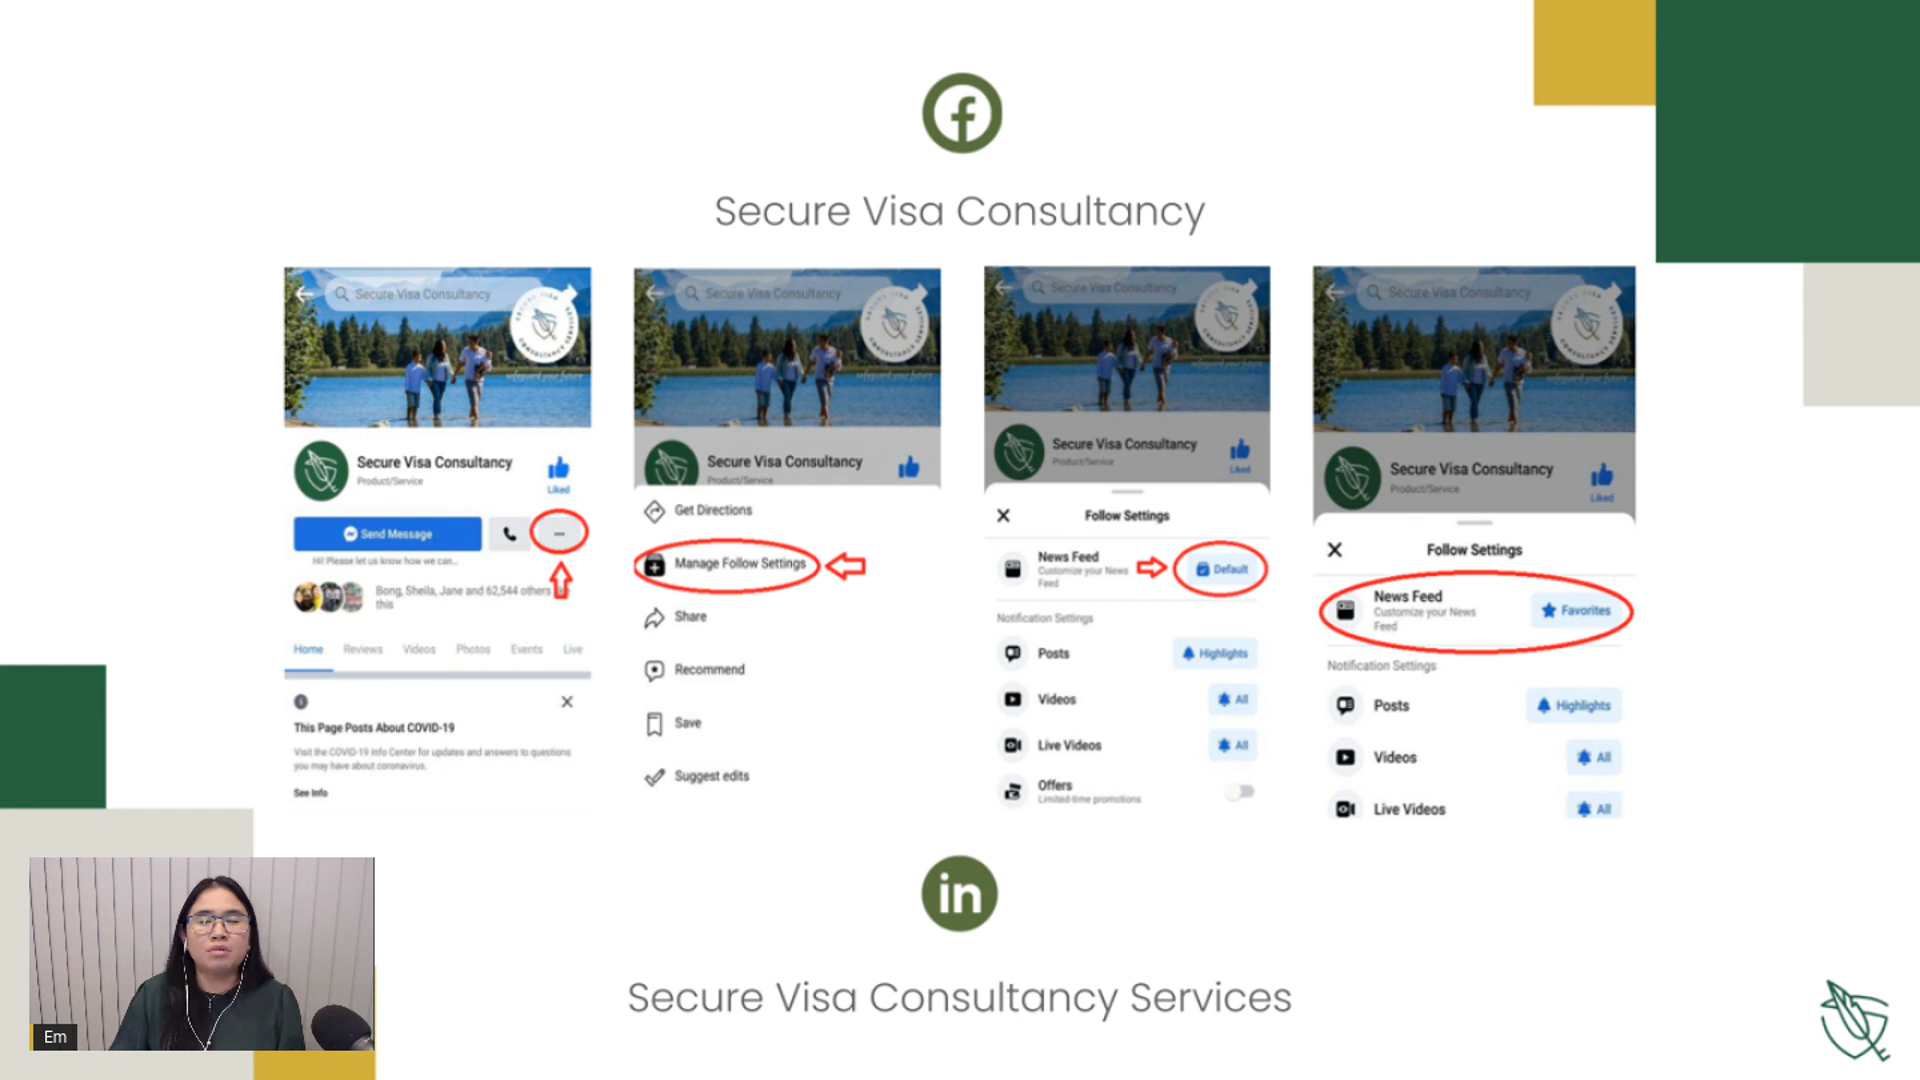 Secure Visa Consultancy
Secure Visa Consultancy
Secure Visa Consultancy
Product/Service
Liked
Send Message
...
Hi! Please let us know how we can...
Bong, Sheila, Jane and 62,544 others
this
Home Reviews Videos Photos Events Live
This Page Posts About COVID-19
Visit the COVID-19 Info Center for updates and answers to questions
you may have about coronavirus.
See Info
Secure Visa Consultancy
Secure Visa Consultancy
Product/Service
Get Directions
Manage Follow Settings
Share
Recommend
Save
Suggest edits
Secure Visa Consultancy
Secure Visa Consultancy
Product/Service
Liked
Follow Settings
News Feed
Customize your News
Feed
Default
Notification Settings
Posts Highlights
Videos All
Live Videos All
Offers
Limited-time promotions
Secure Visa Consultancy
Secure Visa Consultancy
Product/Service
Liked
Follow Settings
News Feed
Customize your News
Feed
Favorites
Notification Settings
Posts Highlights
Videos All
Live Videos All
in
Secure Visa Consultancy Services
Em